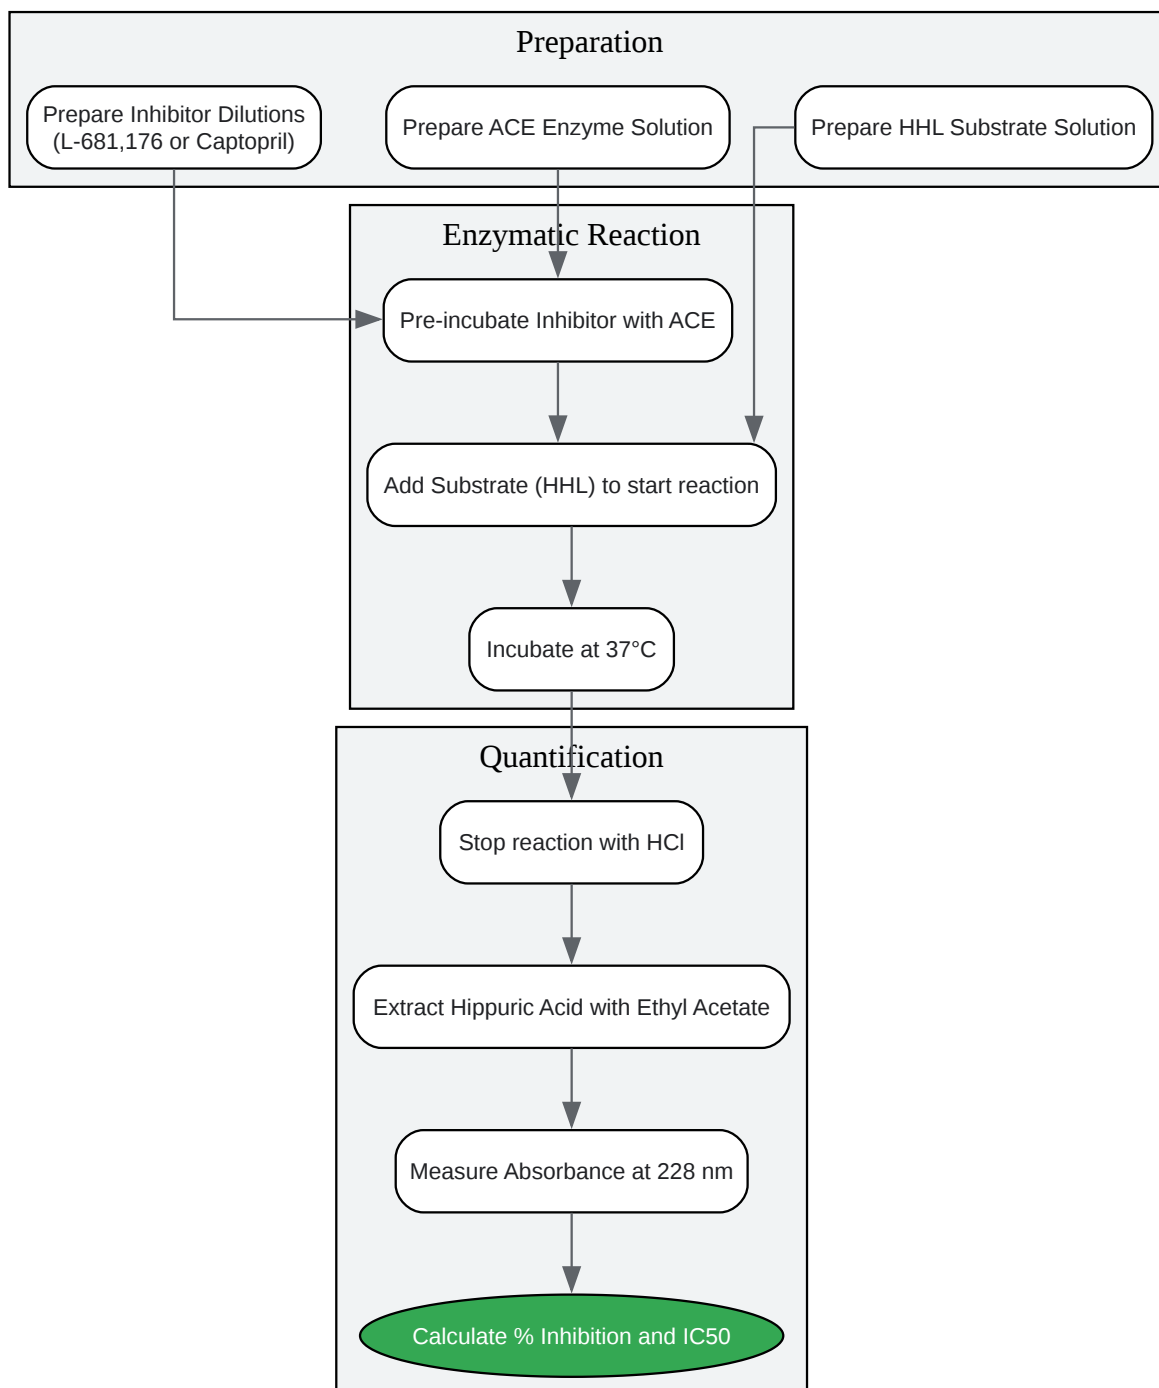 Preparation
Prepare Inhibitor Dilutions
(L-681,176 or Captopril)
Prepare ACE Enzyme Solution
Prepare HHL Substrate Solution
Enzymatic Reaction
Pre-incubate Inhibitor with ACE
Add Substrate (HHL) to start reaction
Incubate at 37°C
Quantification
Stop reaction with HCl
Extract Hippuric Acid with Ethyl Acetate
Measure Absorbance at 228 nm
Calculate % Inhibition and IC50